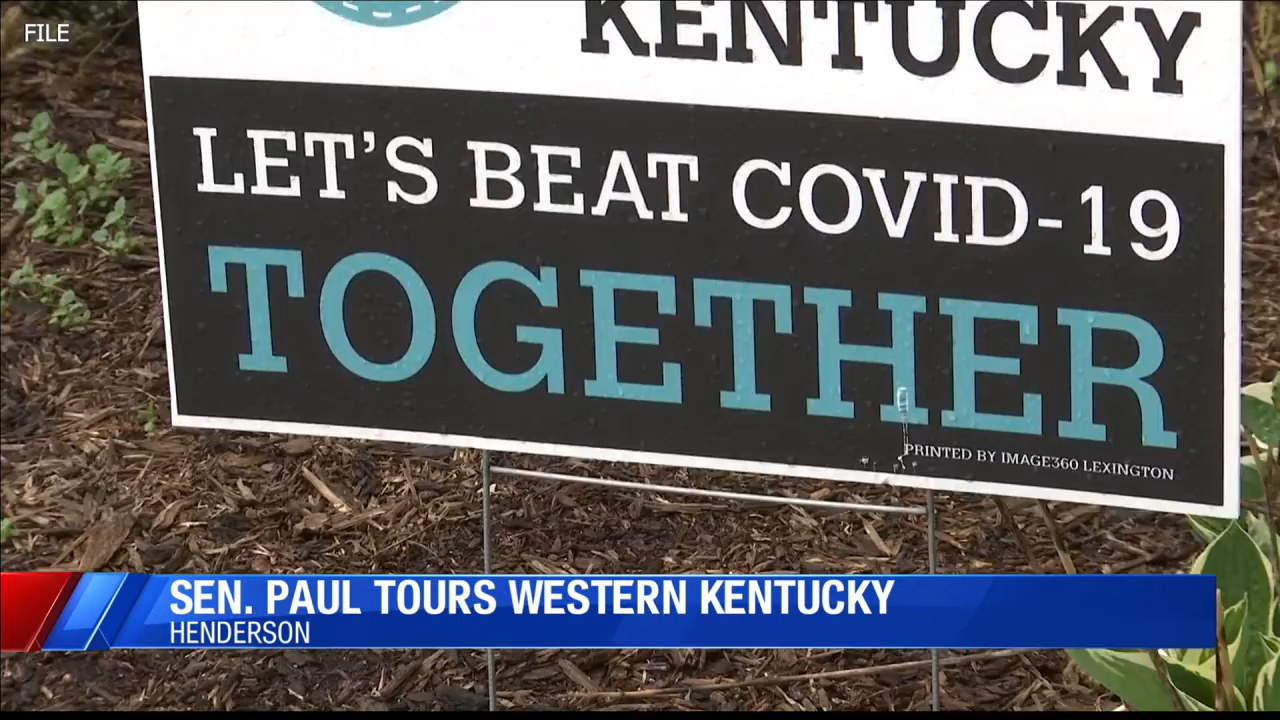 FILE
KENTUCKY
LET'S BEAT COVID-19
TOGETHER
PRINTED BY IMAGE360 LEXINGTON
SEN. PAUL TOURS WESTERN KENTUCKY
HENDERSON